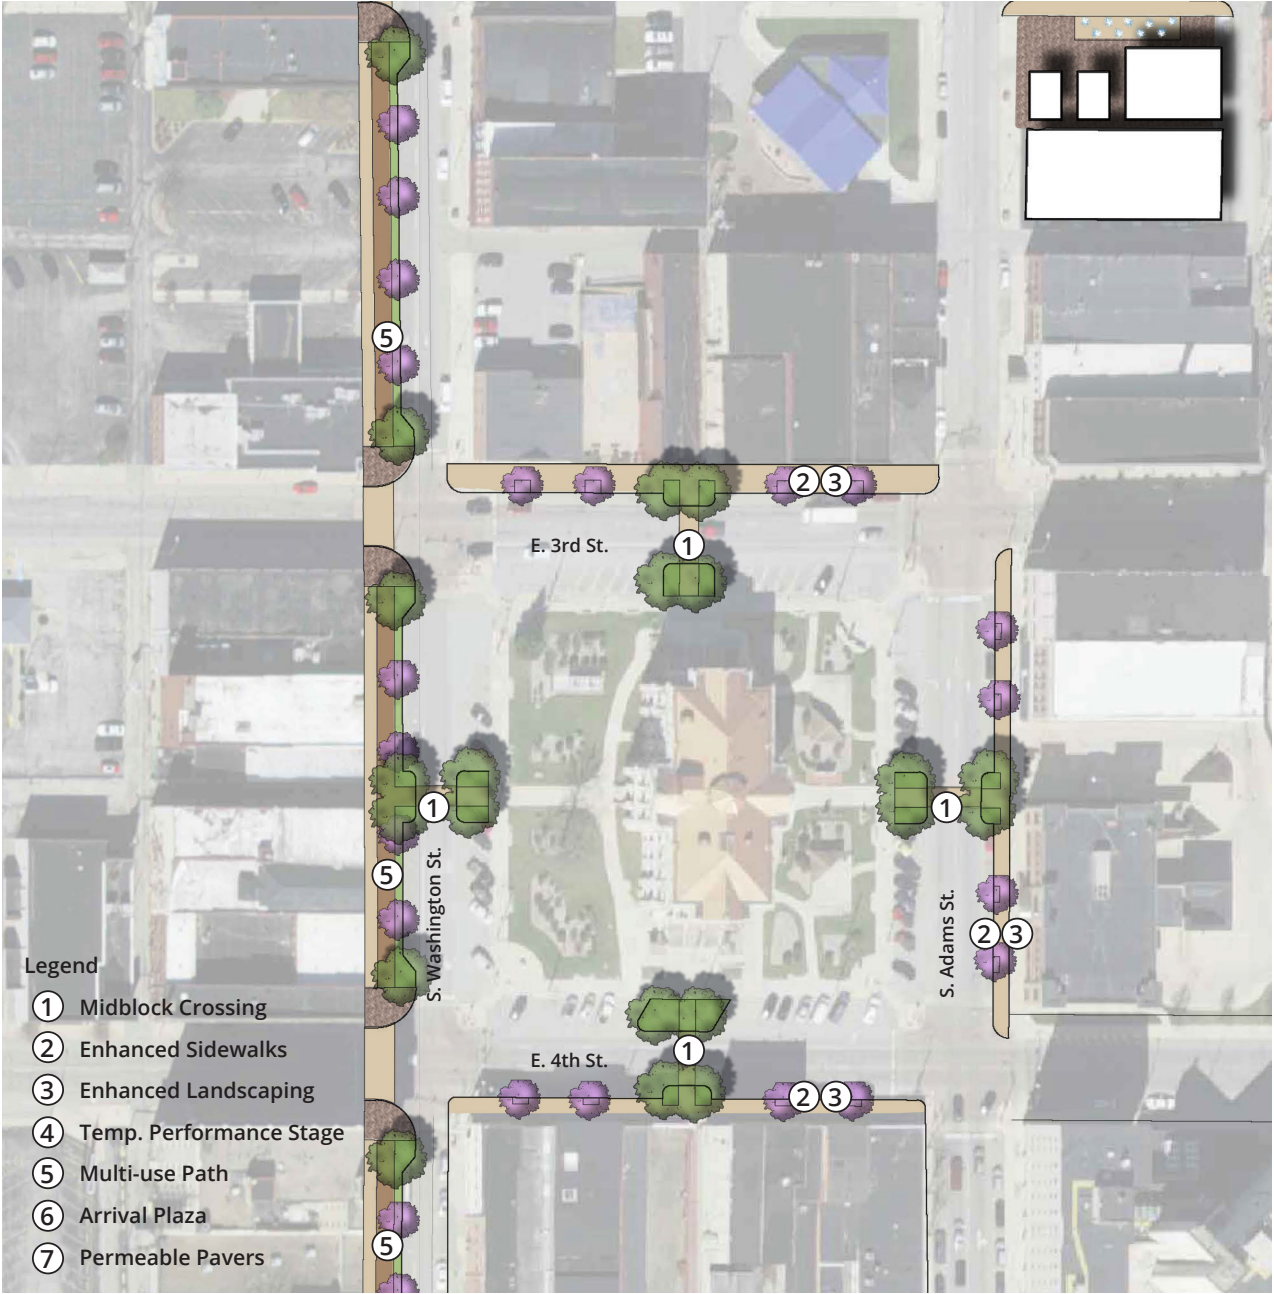 5
2 3
E. 3rd St.
1
1
1
5
S. Washington St.
S. Adams St.
2 3
1
E. 4th St.
2 3
5
Legend
1 Midblock Crossing
2 Enhanced Sidewalks
3 Enhanced Landscaping
4 Temp. Performance Stage
5 Multi-use Path
6 Arrival Plaza
7 Permeable Pavers